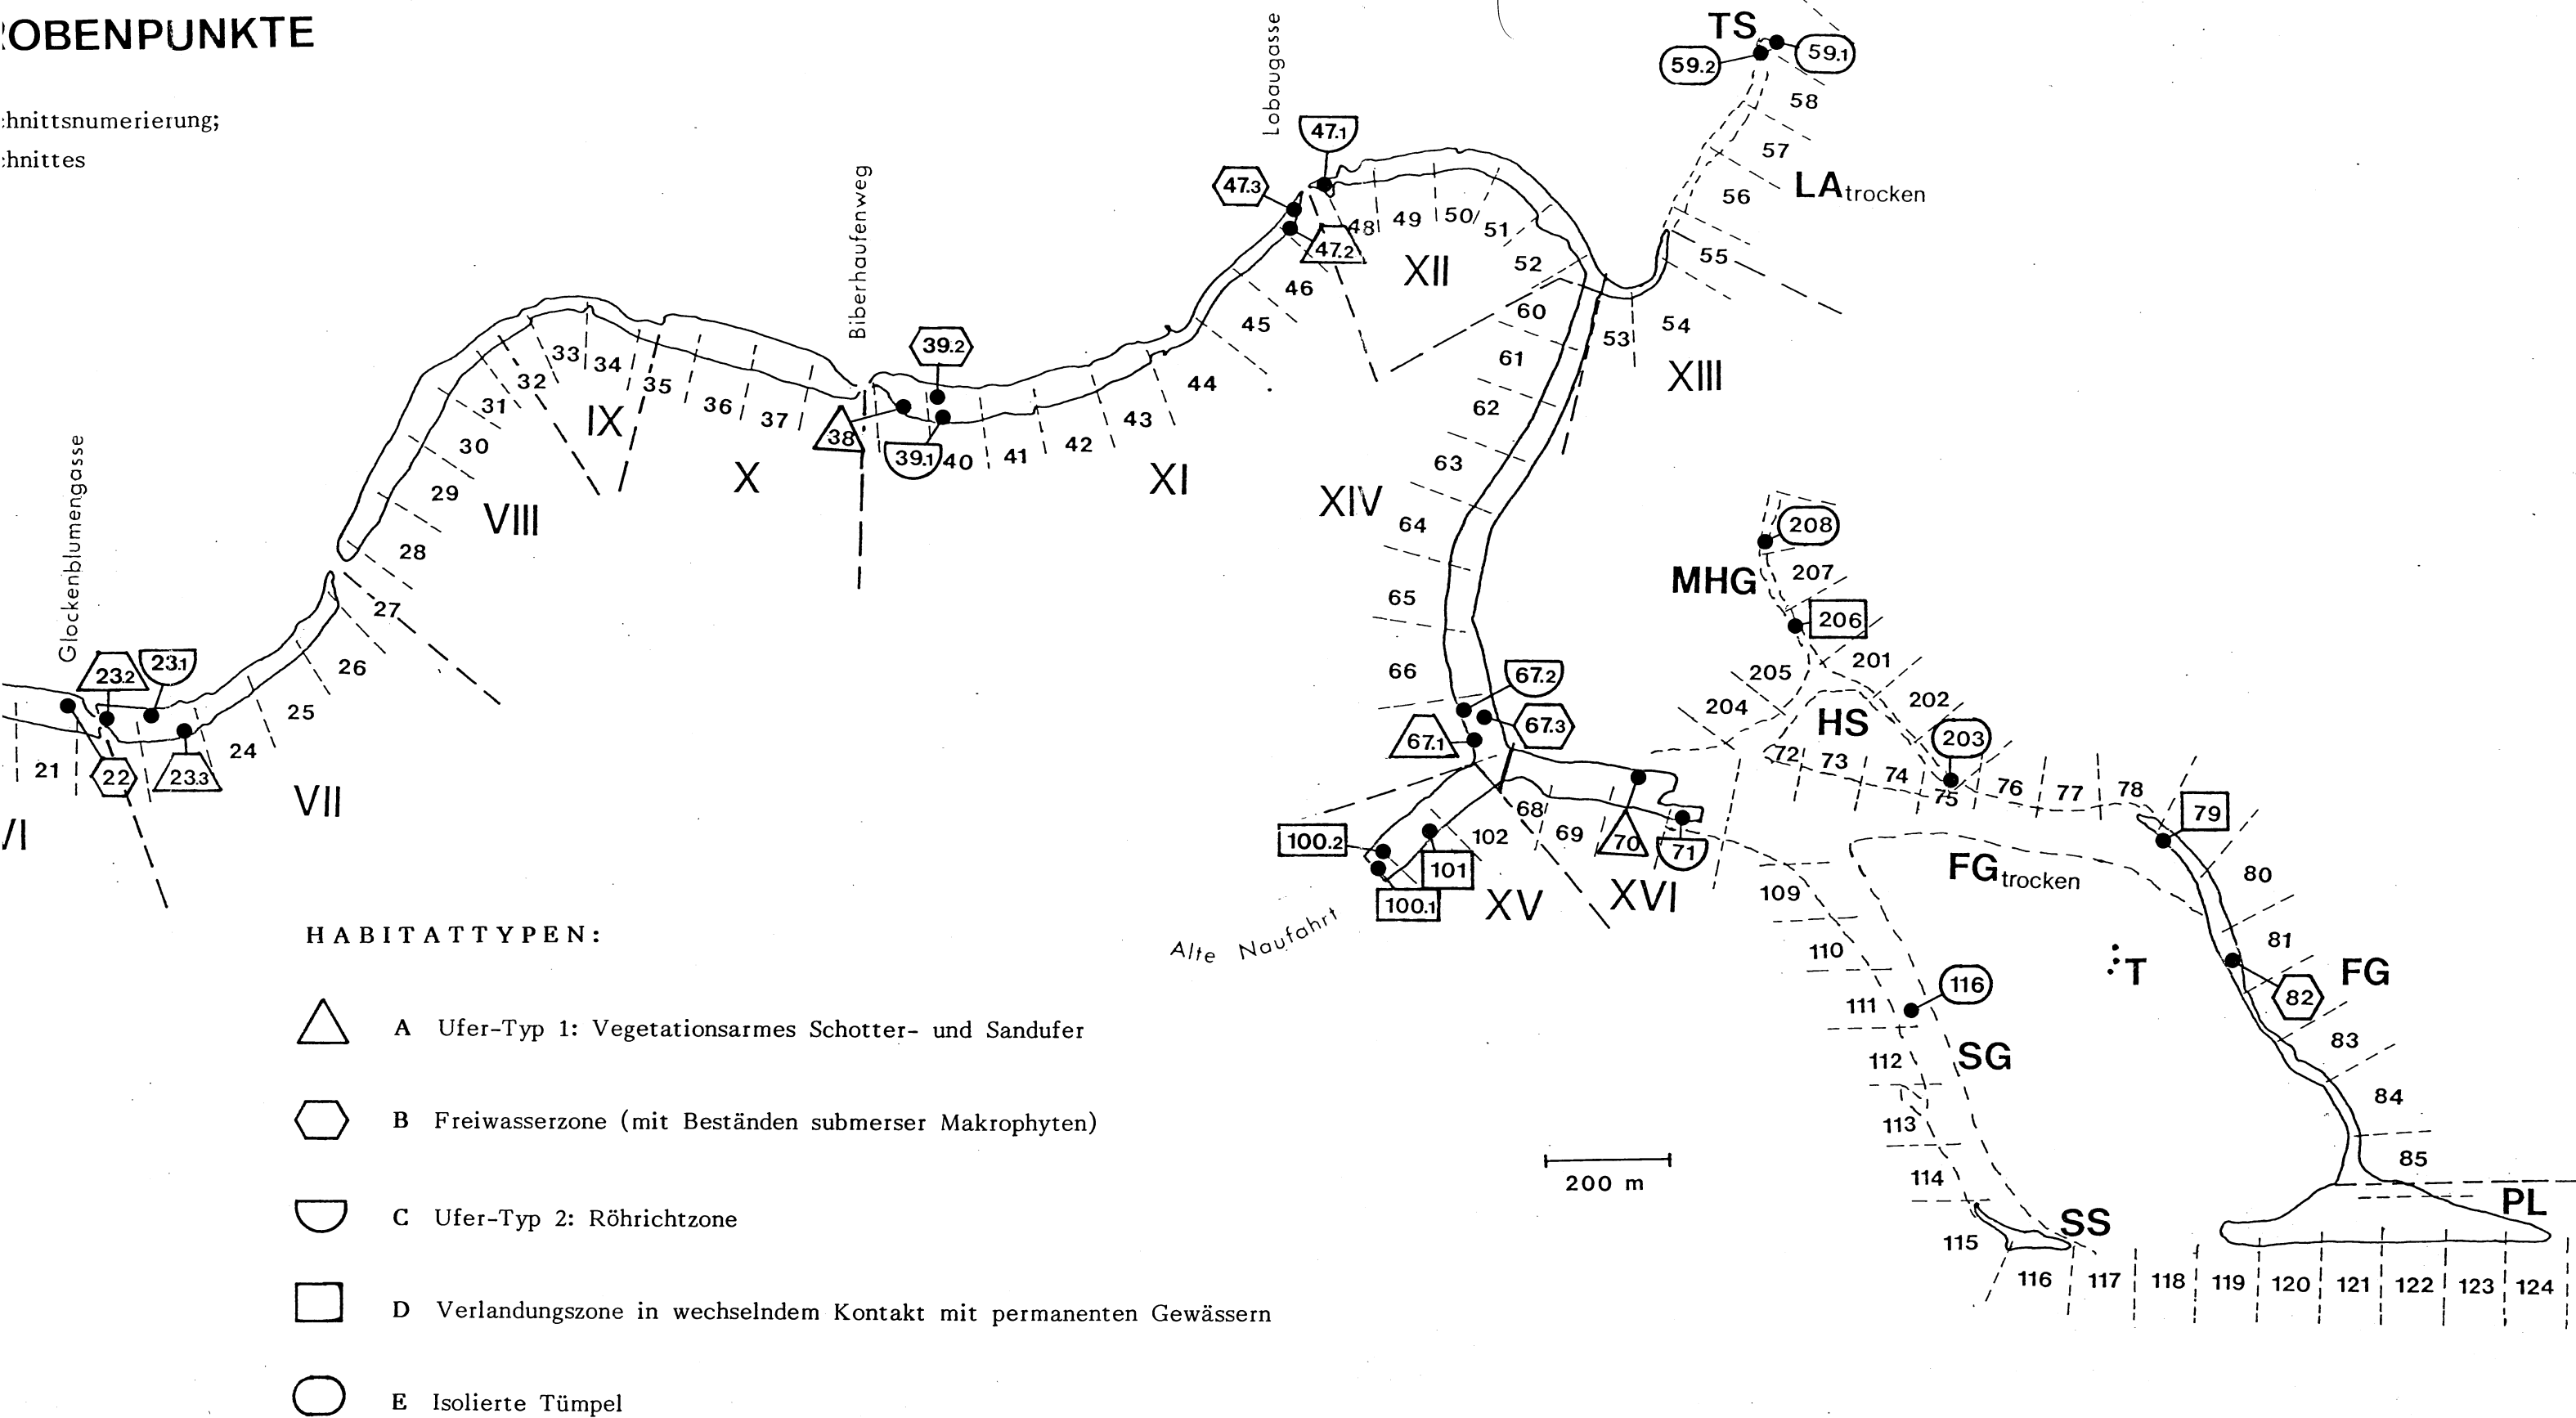 ROBENPUNKTE
chnittsnumerierung;
chnittes
Glockenblumengasse
Biberhaufenweg
Lobaugasse
TS
59.1
59.2
58
57
LA trocken
56
55
54
53
XIII
47.1
47.3
47.2
48
49
50
51
52
XII
46
45
44
43
42
41
40
39.2
39.1
38
XI
X
37
36
35
34
33
32
IX
31
30
29
28
VIII
27
26
25
24
23.1
23.2
23.3
22
21
VII
VI
60
61
62
63
64
65
66
XIV
67.2
67.3
67.1
68
69
70
71
XVI
XV
102
101
100.2
100.1
Alte Naufahrt
208
207
MHG
206
201
205
204
202
203
HS
72
73
74
75
76
77
78
79
80
81
82
83
84
85
FG trocken
FG
T
109
110
111
112
113
114
115
116
SG
SS
PL
116
117
118
119
120
121
122
123
124
200 m
HABITATTYPEN:
A Ufer-Typ 1: Vegetationsarmes Schotter- und Sandufer
B Freiwasserzone (mit Beständen submerser Makrophyten)
C Ufer-Typ 2: Röhrichtzone
D Verlandungszone in wechselndem Kontakt mit permanenten Gewässern
E Isolierte Tümpel